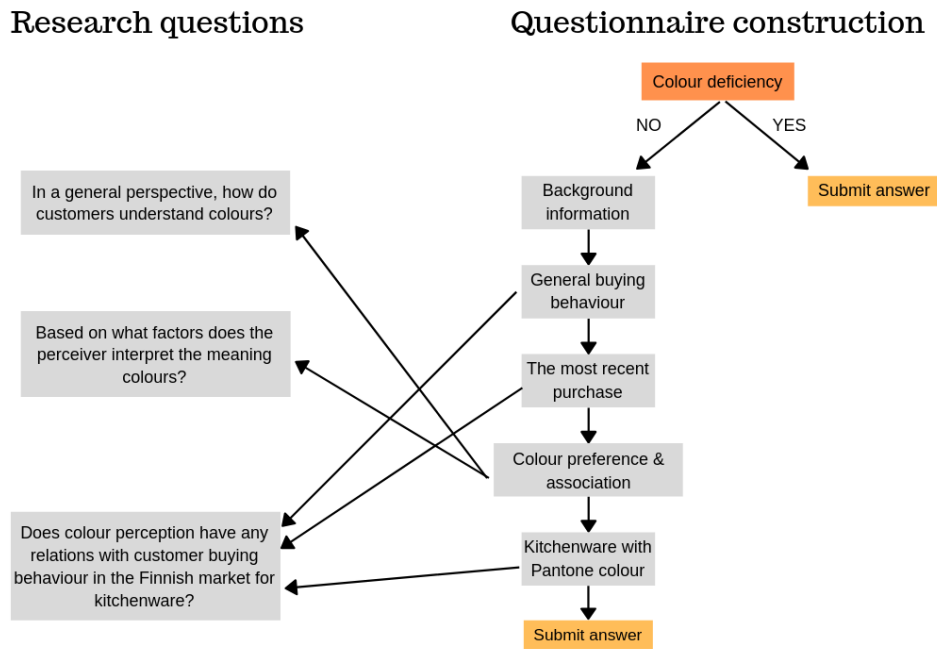 Research questions
Questionnaire construction
Colour deficiency
NO
YES
In a general perspective, how do
customers understand colours?
Background
information
Submit answer
General buying
behaviour
Based on what factors does the
perceiver interpret the meaning
colours?
The most recent
purchase
Colour preference &
association
Does colour perception have any
relations with customer buying
behaviour in the Finnish market for
kitchenware?
Kitchenware with
Pantone colour
Submit answer